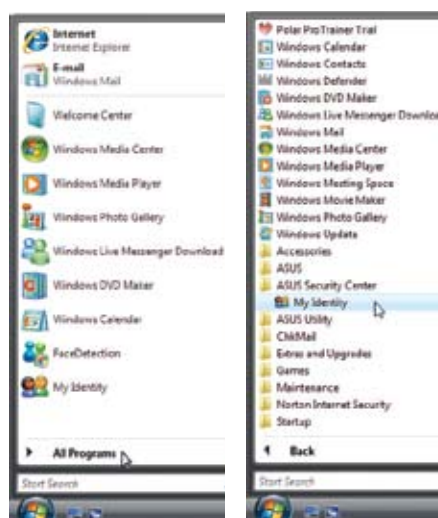 Internet
Internet Explorer
E-mail
Windows Mail
Welcome Center
Windows Media Center
Windows Media Player
Windows Photo Gallery
Windows Live Messenger Download
Windows DVD Maker
Windows Calendar
FaceDetection
My Identity
All Programs
Start Search
Polar ProTrainer Trial
Windows Calendar
Windows Contacts
Windows Defender
Windows DVD Maker
Windows Live Messenger Downloa
Windows Mail
Windows Media Center
Windows Media Player
Windows Meeting Space
Windows Movie Maker
Windows Photo Gallery
Windows Update
Accessories
ASUS
ASUS Security Center
My Identity
ASUS Utility
ChkMail
Extras and Upgrades
Games
Maintenance
Norton Internet Security
Startup
Back
Start Search